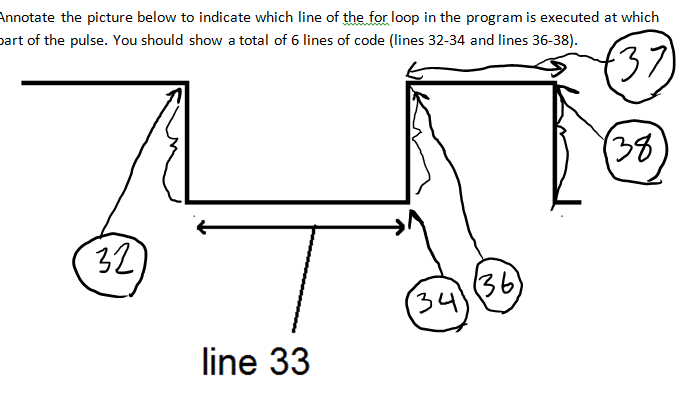 Annotate the picture below to indicate which line of the for loop in the program is executed at which
part of the pulse. You should show a total of 6 lines of code (lines 32-34 and lines 36-38).
37
38
32
34
36
line 33